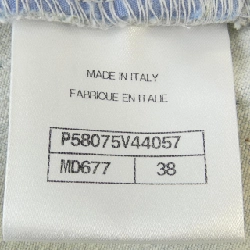 MADE IN ITALY
FABRIQUE EN ITALIE
P58075V44057
MD677 38